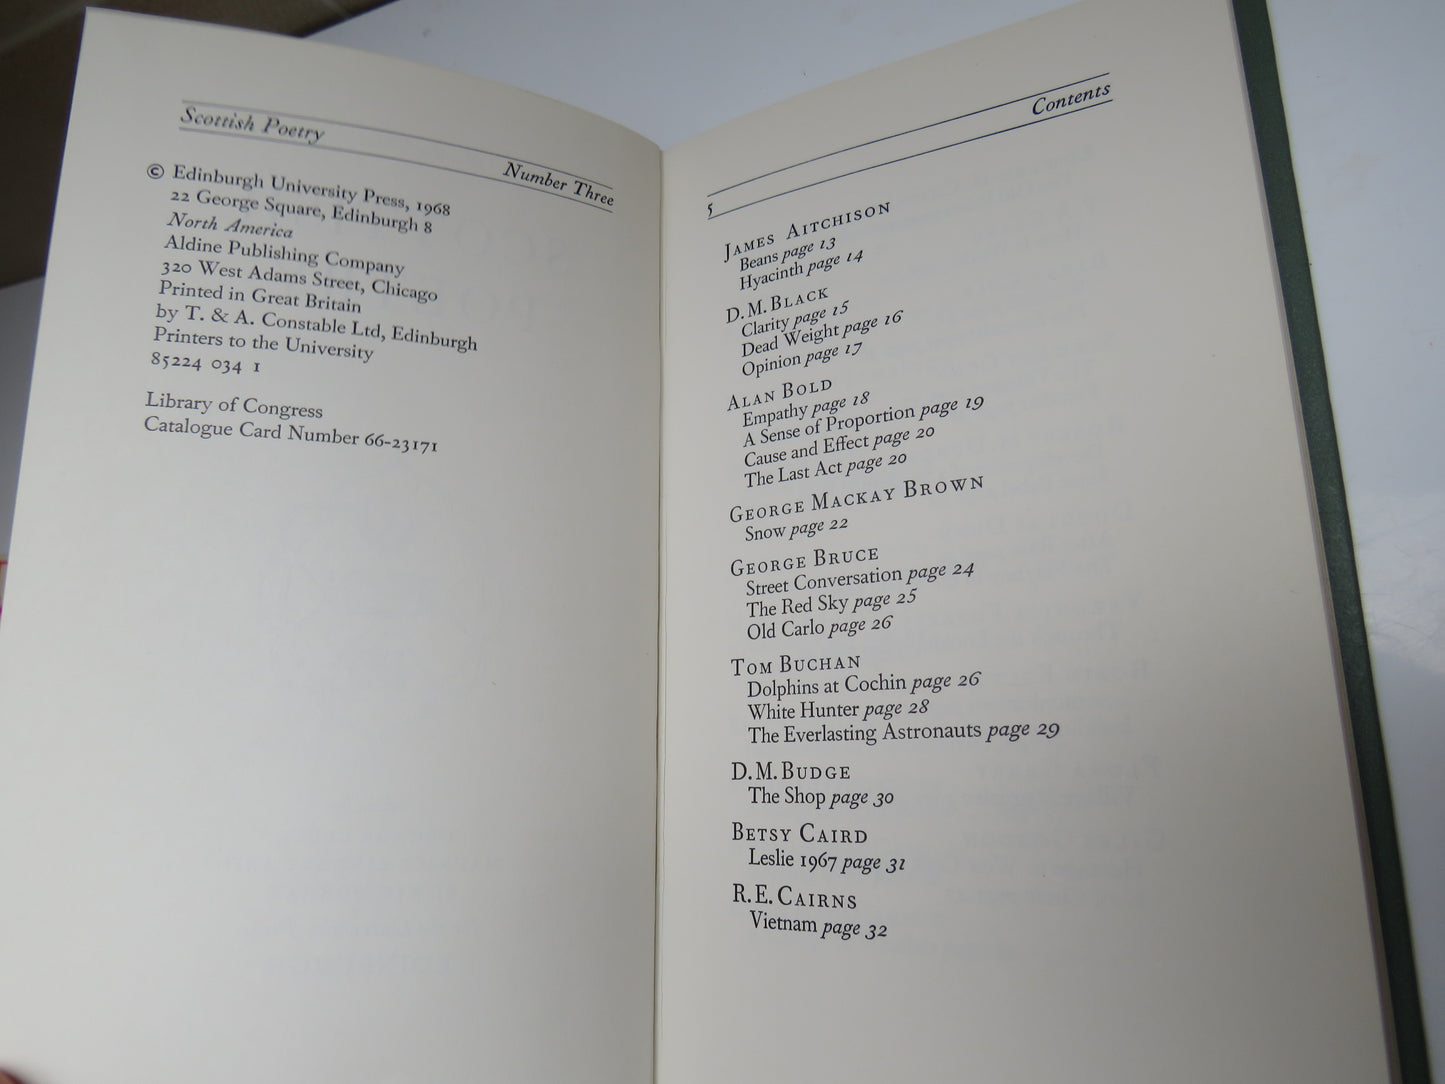 Scottish Poetry
Number Three
© Edinburgh University Press, 1968
22 George Square, Edinburgh 8
North America
Aldine Publishing Company
320 West Adams Street, Chicago
Printed in Great Britain
by T. & A. Constable Ltd, Edinburgh
Printers to the University
85224 034 1
Library of Congress
Catalogue Card Number 66-23171
Contents
5
JAMES AITCHISON
Beans page 13
Hyacinth page 14
D.M.BLACK
Clarity page 15
Dead Weight page 16
Opinion page 17
ALAN BOLD
Empathy page 18
A Sense of Proportion page 19
Cause and Effect page 20
The Last Act page 20
GEORGE MACKAY BROWN
Snow page 22
GEORGE BRUCE
Street Conversation page 24
The Red Sky page 25
Old Carlo page 26
TOM BUCHAN
Dolphins at Cochin page 26
White Hunter page 28
The Everlasting Astronauts page 29
D.M.BUDGE
The Shop page 30
BETSY CAIRD
Leslie 1967 page 31
R.E.CAIRNS
Vietnam page 32